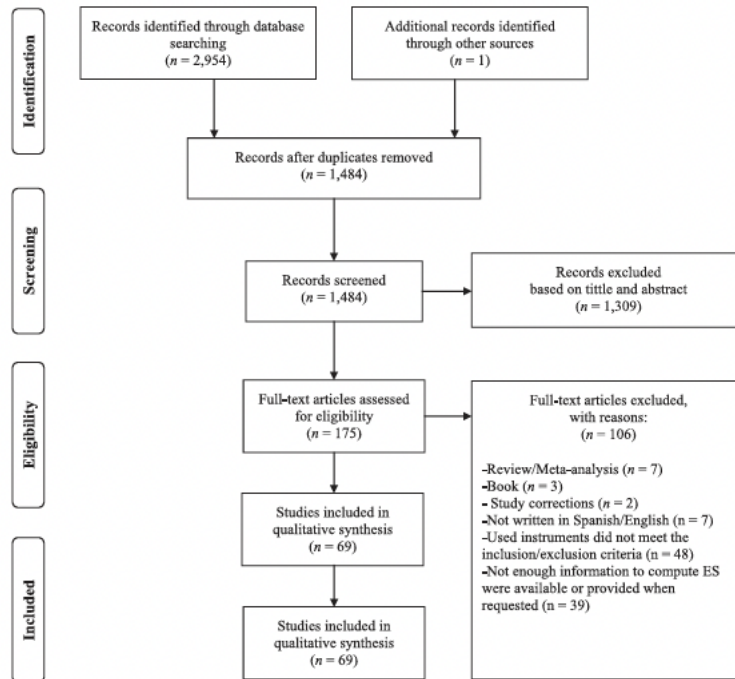 Identification
Records identified through database
searching
(n = 2,954)
Additional records identified
through other sources
(n = 1)
Records after duplicates removed
(n = 1,484)
Screening
Records screened
(n = 1,484)
Records excluded
based on tittle and abstract
(n = 1,309)
Eligibility
Full-text articles assessed
for eligibility
(n = 175)
Full-text articles excluded,
with reasons:
(n = 106)
-Review/Meta-analysis (n = 7)
-Book (n = 3)
- Study corrections (n = 2)
-Not written in Spanish/English (n = 7)
-Used instruments did not meet the
inclusion/exclusion criteria (n = 48)
-Not enough information to compute ES
were available or provided when
requested (n = 39)
Studies included in
qualitative synthesis
(n = 69)
Included
Studies included in
qualitative synthesis
(n = 69)